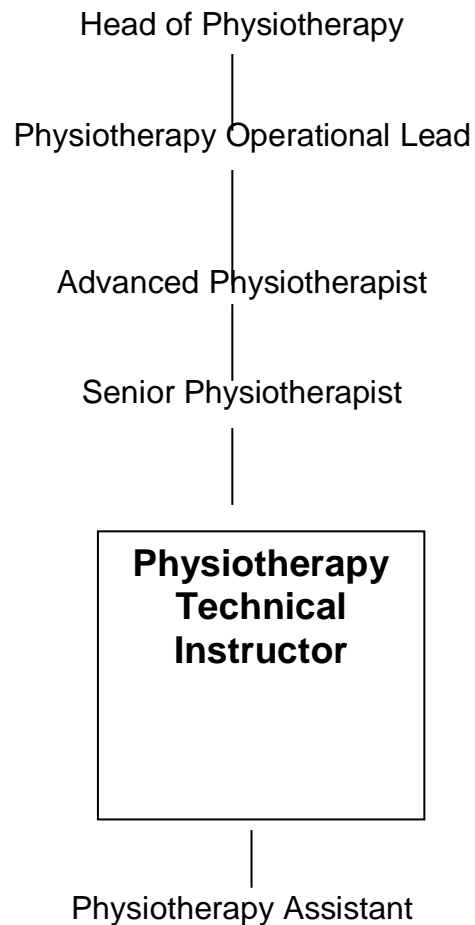 Head of Physiotherapy
Physiotherapy Operational Lead
Advanced Physiotherapist
Senior Physiotherapist
Physiotherapy
Technical
Instructor
Physiotherapy Assistant